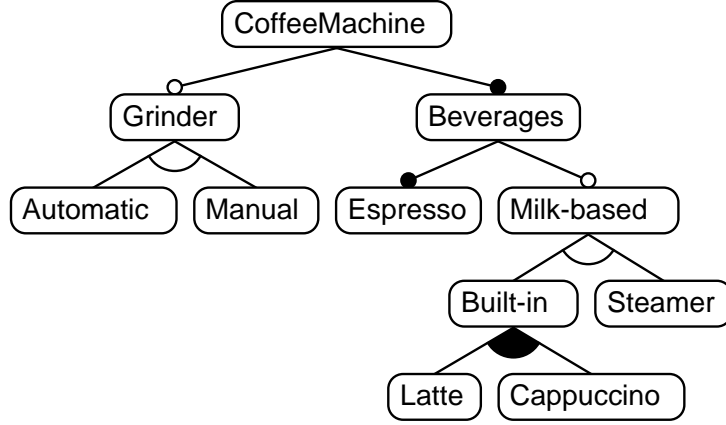 CoffeeMachine
Grinder
Beverages
Automatic
Manual
Espresso
Milk-based
Built-in
Steamer
Latte
Cappuccino